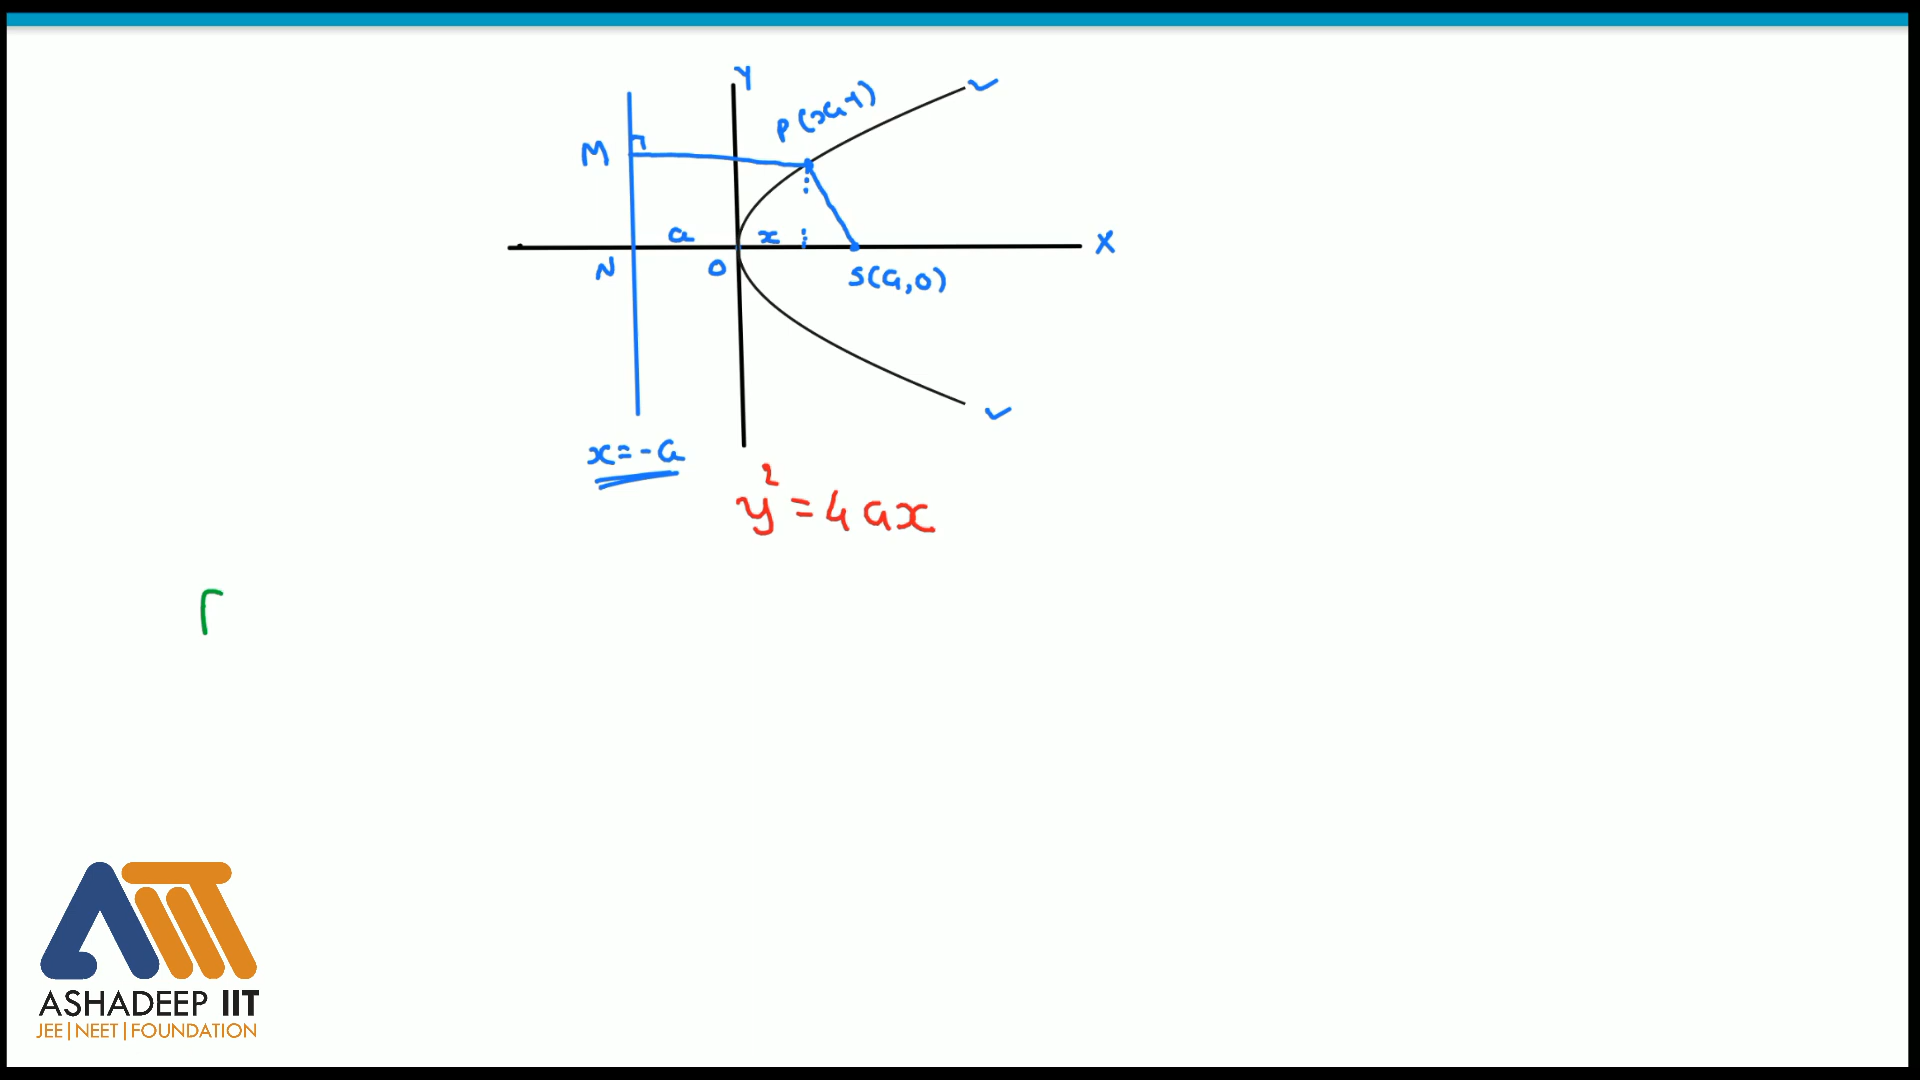 Y
P(x,y)
M
a
x
X
N
O
S(a,0)
x=-a
y²=4ax
ASHADEEP IIT
JEE|NEET|FOUNDATION